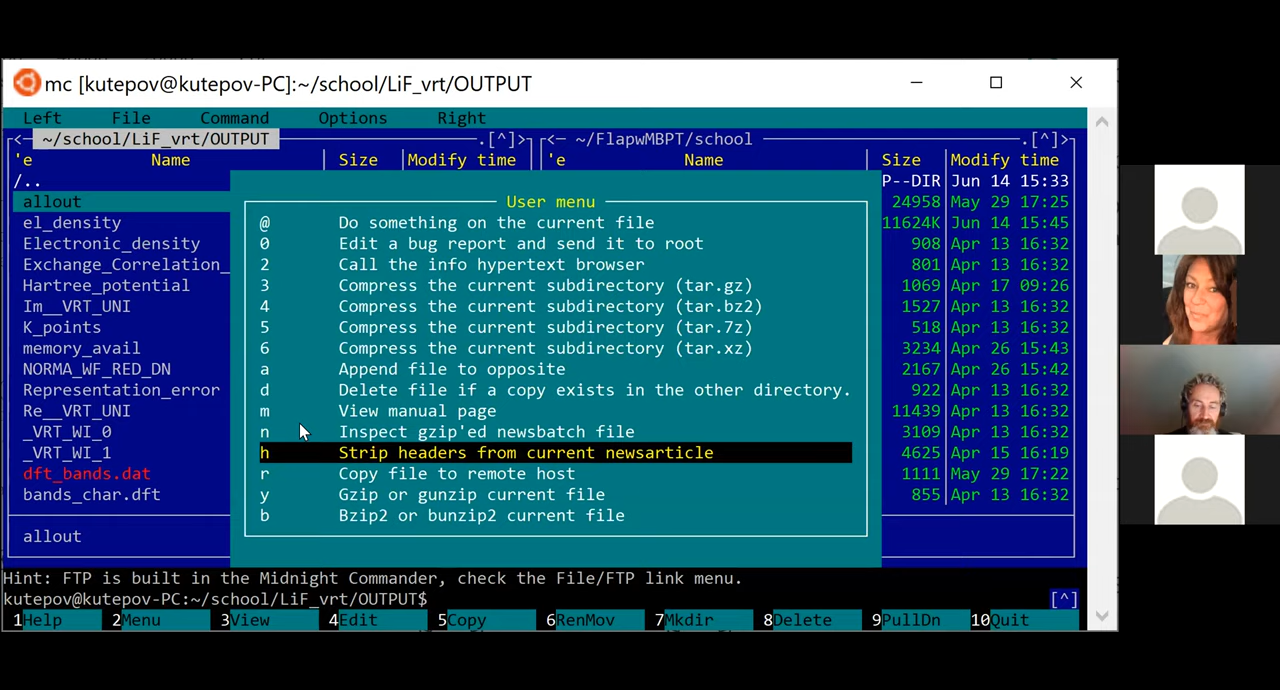 mc [kutepov@kutepov-PC]:~/school/LiF_vrt/OUTPUT
Left File Command Options Right
<─ ~/school/LiF_vrt/OUTPUT .[^]> <─ ~/FlapwMBPT/school .[^]>
'e Name Size Modify time 'e Name Size Modify time
/.. P--DIR Jun 14 15:33
allout User menu 24958 May 29 17:25
el_density @ Do something on the current file 11624K Jun 14 15:45
Electronic_density 0 Edit a bug report and send it to root 908 Apr 13 16:32
Exchange_Correlation_ 2 Call the info hypertext browser 801 Apr 13 16:32
Hartree_potential 3 Compress the current subdirectory (tar.gz) 1069 Apr 17 09:26
Im__VRT_UNI 4 Compress the current subdirectory (tar.bz2) 1527 Apr 13 16:32
K_points 5 Compress the current subdirectory (tar.7z) 518 Apr 13 16:32
memory_avail 6 Compress the current subdirectory (tar.xz) 3234 Apr 26 15:43
NORMA_WF_RED_DN a Append file to opposite 2167 Apr 26 15:42
Representation_error d Delete file if a copy exists in the other directory. 922 Apr 13 16:32
Re__VRT_UNI m View manual page 11439 Apr 13 16:32
_VRT_WI_0 n Inspect gzip'ed newsbatch file 3109 Apr 13 16:32
_VRT_WI_1 h Strip headers from current newsarticle 4625 Apr 15 16:19
dft_bands.dat r Copy file to remote host 1111 May 29 17:22
bands_char.dft y Gzip or gunzip current file 855 Apr 13 16:32
b Bzip2 or bunzip2 current file
allout
Hint: FTP is built in the Midnight Commander, check the File/FTP link menu.
kutepov@kutepov-PC:~/school/LiF_vrt/OUTPUT$ [^]
1Help 2Menu 3View 4Edit 5Copy 6RenMov 7Mkdir 8Delete 9PullDn 10Quit